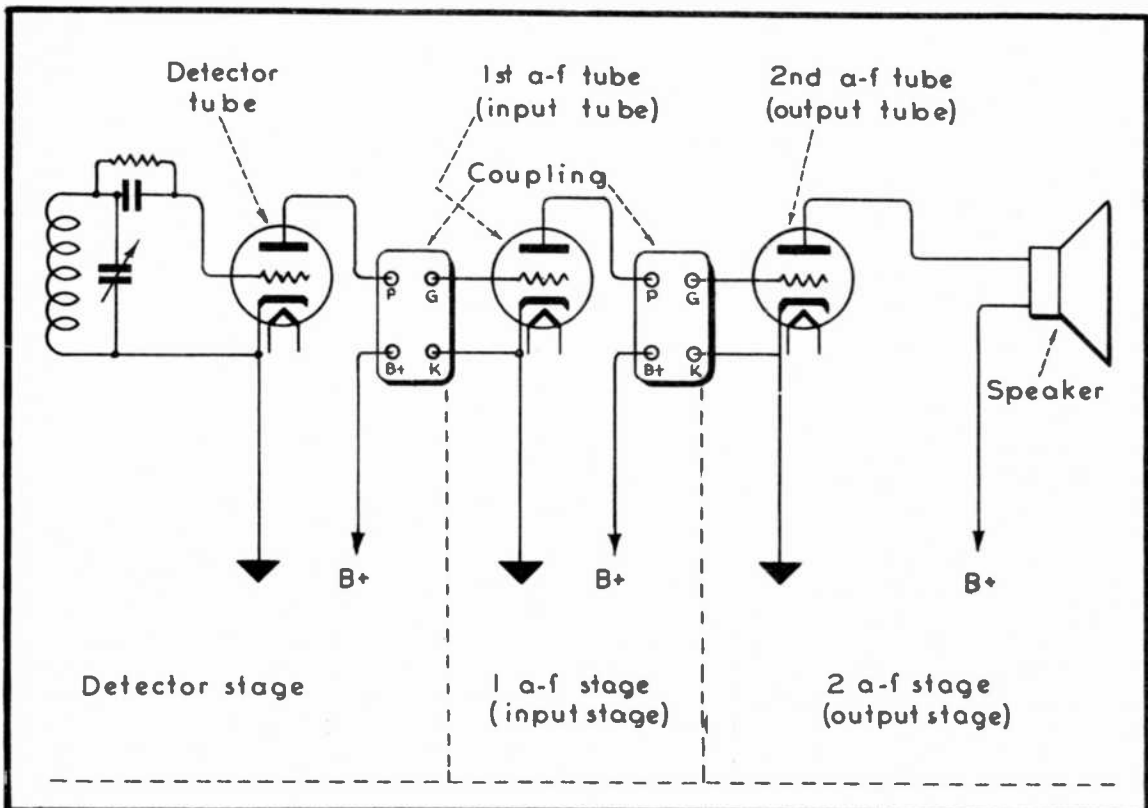 Detector
tube
1st a-f tube
(input tube)
2nd a-f tube
(output tube)
Coupling
P G
B+ K
P G
B+ K
Speaker
B+
B+
B+
Detector stage
1 a-f stage
(input stage)
2 a-f stage
(output stage)